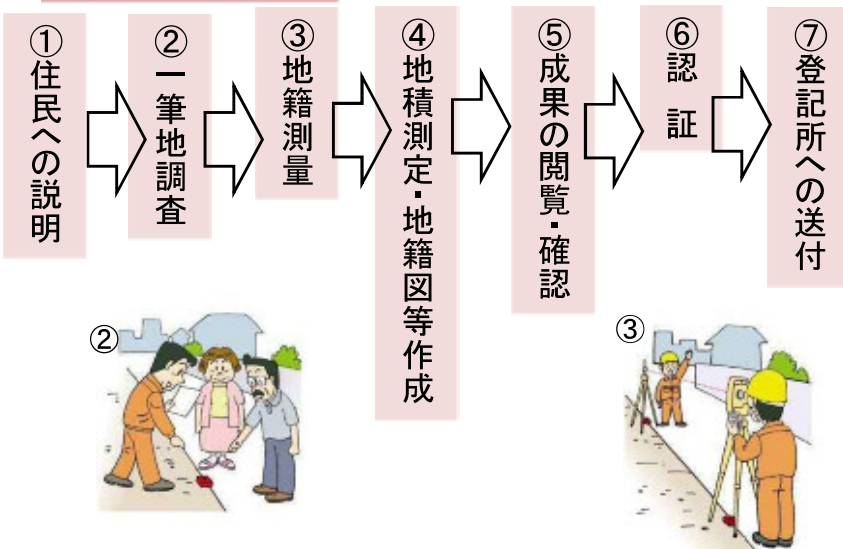 ①住民への説明
②一筆地調査
③地籍測量
④地積測定・地籍図等作成
⑤成果の閲覧・確認
⑥認証
⑦登記所への送付
②
③